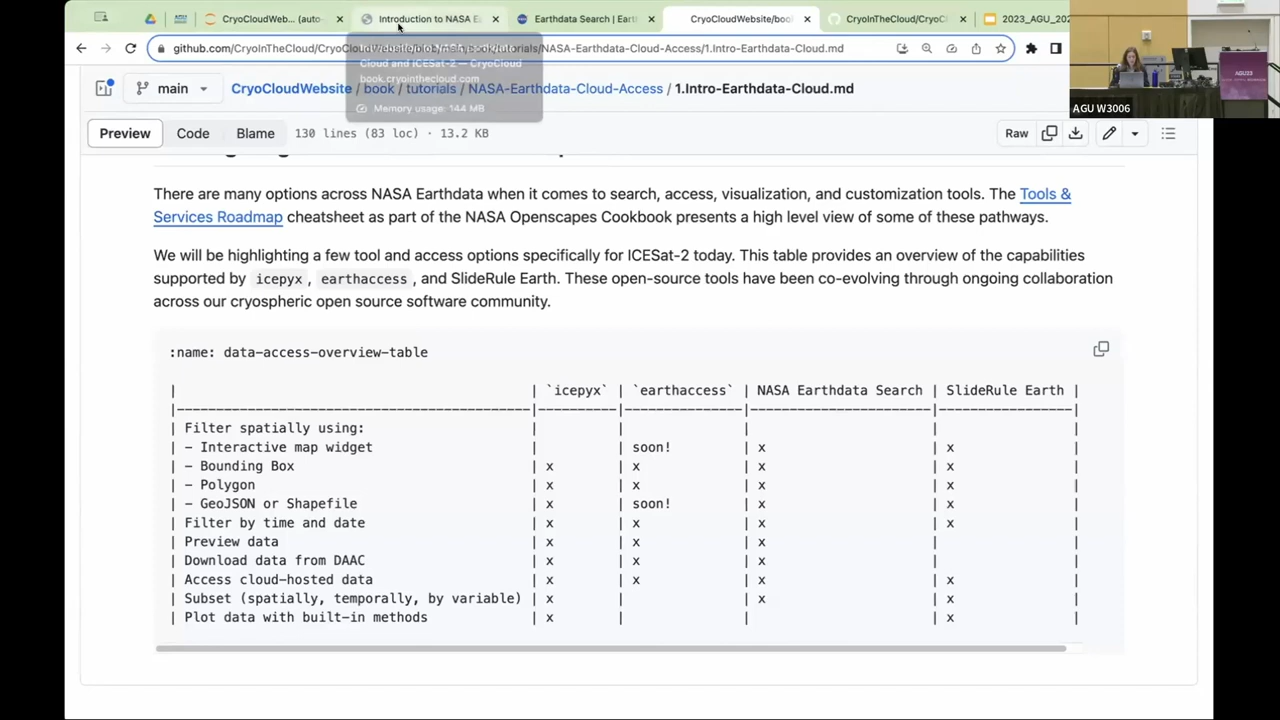 CryoCloudWeb... (auto-
Introduction to NASA E
Earthdata Search | Eart
CryoCloudWebsite/boo
CryoInTheCloud/CryoC
2023_AGU_202
github.com/CryoInTheCloud/CryoClou
utorials/NASA-Earthdata-Cloud-Access/1.Intro-Earthdata-Cloud.md
Cloud and ICESat-2 — CryoCloud
book.cryointhecloud.com
Memory usage: 144 MB
AGU23
AGU W3006
main
CryoCloudWebsite / book / tutorials / NASA-Earthdata-Cloud-Access / 1.Intro-Earthdata-Cloud.md
Preview Code Blame 130 lines (83 loc) · 13.2 KB Raw
There are many options across NASA Earthdata when it comes to search, access, visualization, and customization tools. The Tools &
Services Roadmap cheatsheet as part of the NASA Openscapes Cookbook presents a high level view of some of these pathways.
We will be highlighting a few tool and access options specifically for ICESat-2 today. This table provides an overview of the capabilities
supported by icepyx , earthaccess , and SlideRule Earth. These open-source tools have been co-evolving through ongoing collaboration
across our cryospheric open source software community.
:name: data-access-overview-table
| | `icepyx` | `earthaccess` | NASA Earthdata Search | SlideRule Earth |
|---------------------------------------------|----------|---------------|-----------------------|-----------------|
| Filter spatially using: | | | | |
| – Interactive map widget | | soon! | x | x |
| – Bounding Box | x | x | x | x |
| – Polygon | x | x | x | x |
| – GeoJSON or Shapefile | x | soon! | x | x |
| Filter by time and date | x | x | x | x |
| Preview data | x | x | x | |
| Download data from DAAC | x | x | x | |
| Access cloud-hosted data | x | x | x | x |
| Subset (spatially, temporally, by variable) | x | | x | x |
| Plot data with built-in methods | x | | | x |